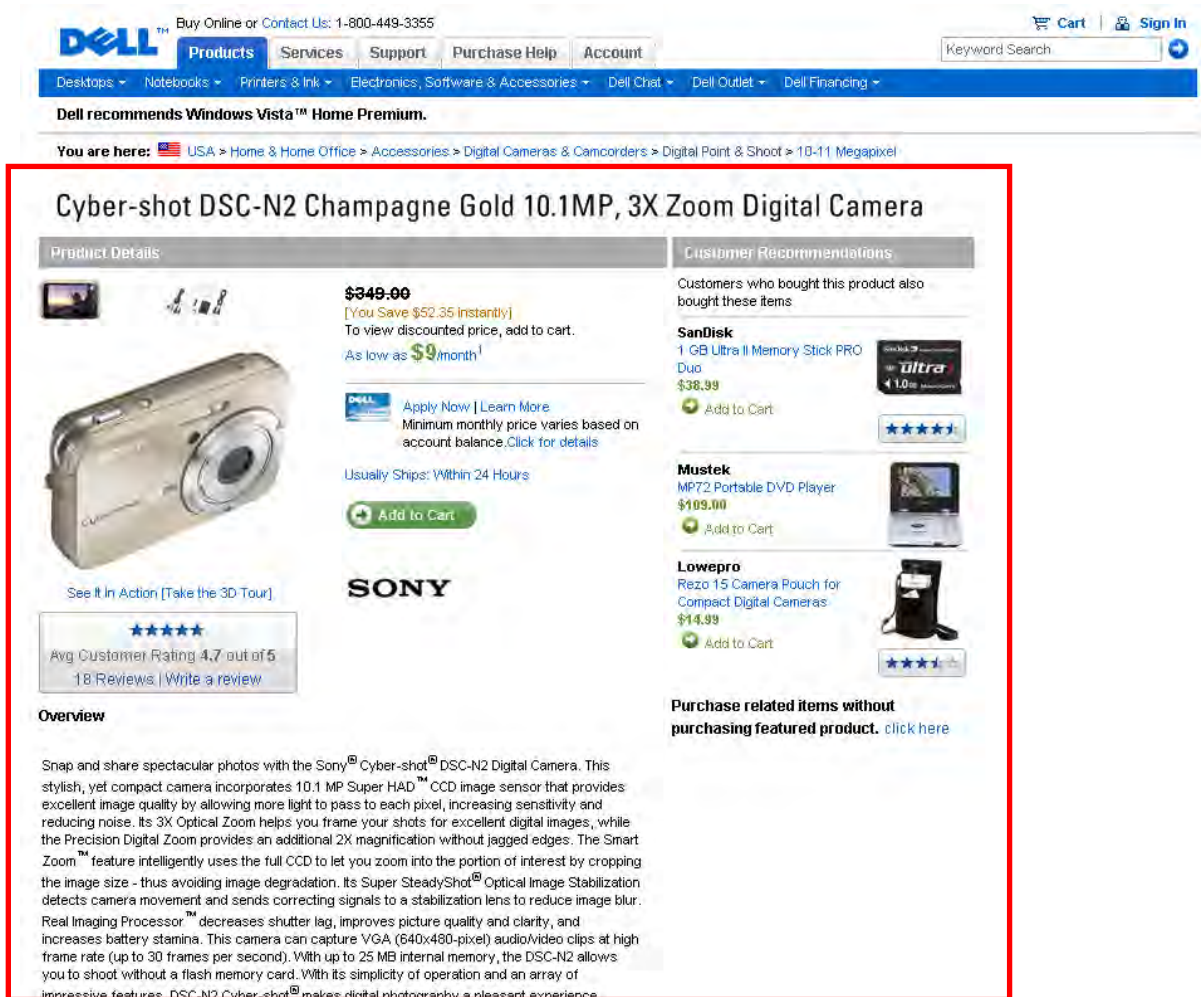 DELL™ Buy Online or Contact Us: 1-800-449-3355
Cart | Sign In
Products Services Support Purchase Help Account
Keyword Search
Desktops Notebooks Printers & Ink Electronics, Software & Accessories Dell Chat Dell Outlet Dell Financing
Dell recommends Windows Vista™ Home Premium.
You are here: USA > Home & Home Office > Accessories > Digital Cameras & Camcorders > Digital Point & Shoot > 10-11 Megapixel
Cyber-shot DSC-N2 Champagne Gold 10.1MP, 3X Zoom Digital Camera
Product Details
$349.00
[You Save $52.35 Instantly]
To view discounted price, add to cart.
As low as $9/month¹
DELL
Apply Now | Learn More
Minimum monthly price varies based on
account balance.Click for details
Usually Ships: Within 24 Hours
Add to Cart
SONY
See It In Action [Take the 3D Tour]
Avg Customer Rating 4.7 out of 5
18 Reviews | Write a review
Customer Recommendations
Customers who bought this product also
bought these items
SanDisk
1 GB Ultra II Memory Stick PRO
Duo
$38.99
Add to Cart
ultra
1.0
Mustek
MP72 Portable DVD Player
$109.00
Add to Cart
Lowepro
Rezo 15 Camera Pouch for
Compact Digital Cameras
$14.99
Add to Cart
Purchase related items without
purchasing featured product. click here
Overview
Snap and share spectacular photos with the Sony® Cyber-shot® DSC-N2 Digital Camera. This
stylish, yet compact camera incorporates 10.1 MP Super HAD™ CCD image sensor that provides
excellent image quality by allowing more light to pass to each pixel, increasing sensitivity and
reducing noise. Its 3X Optical Zoom helps you frame your shots for excellent digital images, while
the Precision Digital Zoom provides an additional 2X magnification without jagged edges. The Smart
Zoom™ feature intelligently uses the full CCD to let you zoom into the portion of interest by cropping
the image size - thus avoiding image degradation. Its Super SteadyShot® Optical Image Stabilization
detects camera movement and sends correcting signals to a stabilization lens to reduce image blur.
Real Imaging Processor™ decreases shutter lag, improves picture quality and clarity, and
increases battery stamina. This camera can capture VGA (640x480-pixel) audio/video clips at high
frame rate (up to 30 frames per second). With up to 25 MB internal memory, the DSC-N2 allows
you to shoot without a flash memory card. With its simplicity of operation and an array of
impressive features, DSC-N2 Cyber-shot® makes digital photography a pleasant experience.